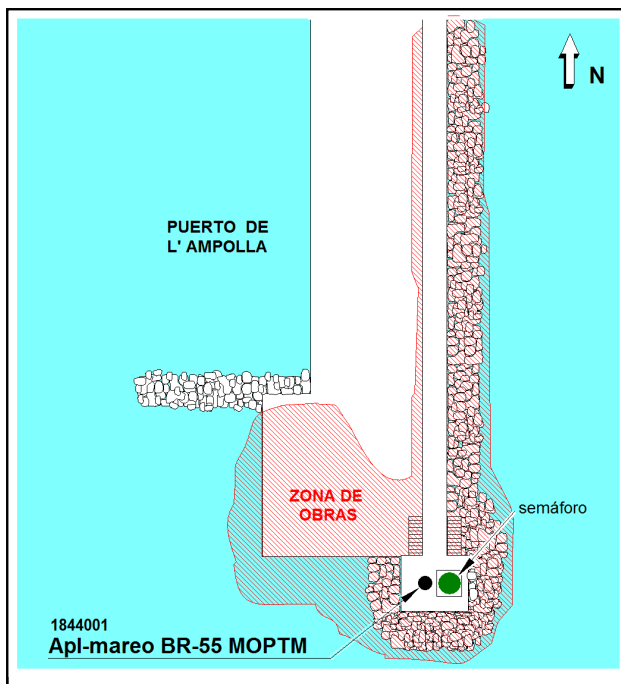 N
PUERTO DE
L' AMPOLLA
ZONA DE
OBRAS
semáforo
1844001
Apl-mareo BR-55 MOPTM